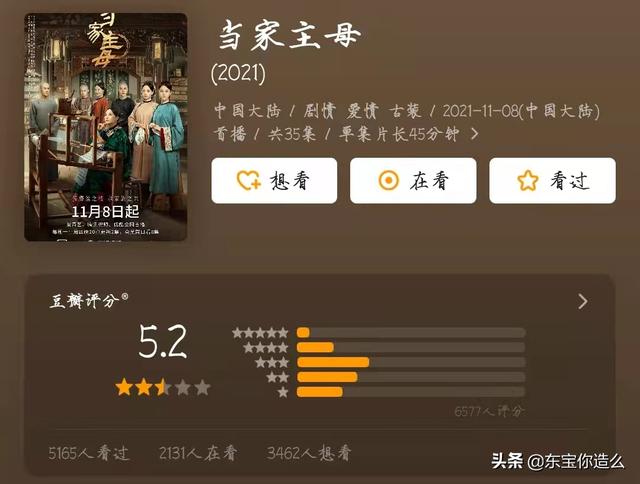 当家主母
当家主母
(2021)
中国大陆 / 剧情 爱情 古装 / 2021-11-08(中国大陆)
首播 / 共35集 / 单集片长45分钟 >
想看
在看
看过
11月8日起
豆瓣评分®
5.2
6577人评分
5165人看过
2131人在看
3462人想看
头条 @东宝你造么